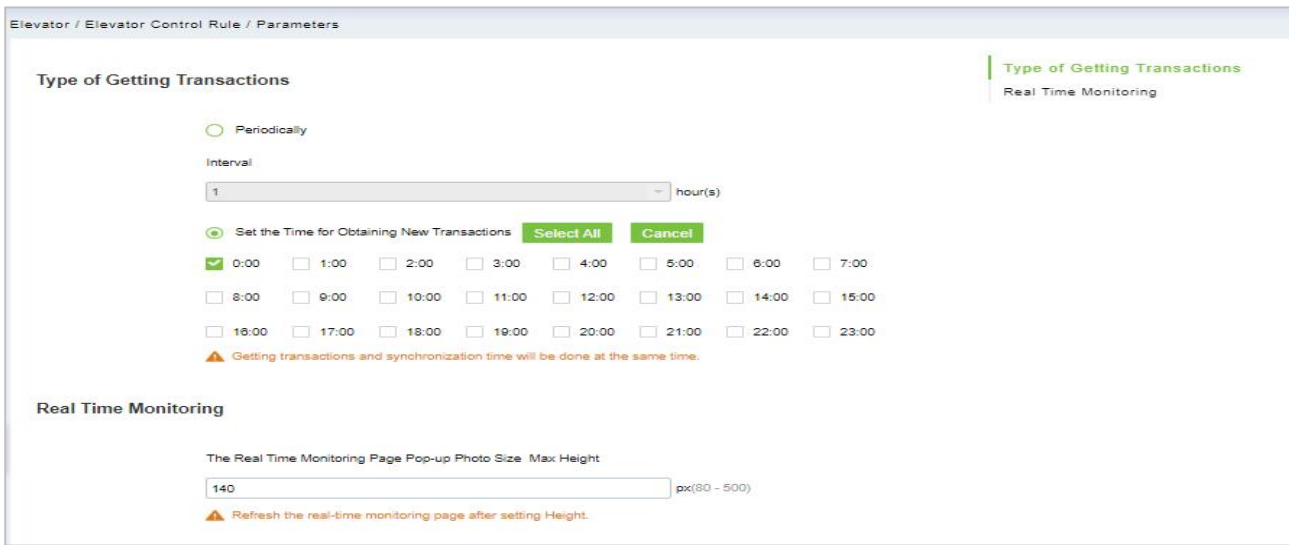 Elevator / Elevator Control Rule / Parameters
Type of Getting Transactions
Type of Getting Transactions
Real Time Monitoring
Periodically
Interval
1 hour(s)
Set the Time for Obtaining New Transactions Select All Cancel
0:00 1:00 2:00 3:00 4:00 5:00 6:00 7:00
8:00 9:00 10:00 11:00 12:00 13:00 14:00 15:00
16:00 17:00 18:00 19:00 20:00 21:00 22:00 23:00
Getting transactions and synchronization time will be done at the same time.
Real Time Monitoring
The Real Time Monitoring Page Pop-up Photo Size Max Height
140 px(80 - 500)
Refresh the real-time monitoring page after setting Height.